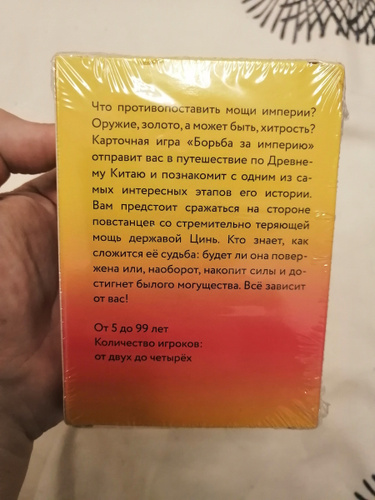 Что противопоставить мощи империи?
Оружие, золото, а может быть, хитрость?
Карточная игра «Борьба за империю»
отправит вас в путешествие по Древне-
му Китаю и познакомит с одним из са-
мых интересных этапов его истории.
Вам предстоит сражаться на стороне
повстанцев со стремительно теряющей
мощь державой Цинь. Кто знает, как
сложится её судьба: будет ли она повер-
жена или, наоборот, накопит силы и до-
стигнет былого могущества. Всё зависит
от вас!
От 5 до 99 лет
Количество игроков:
от двух до четырёх